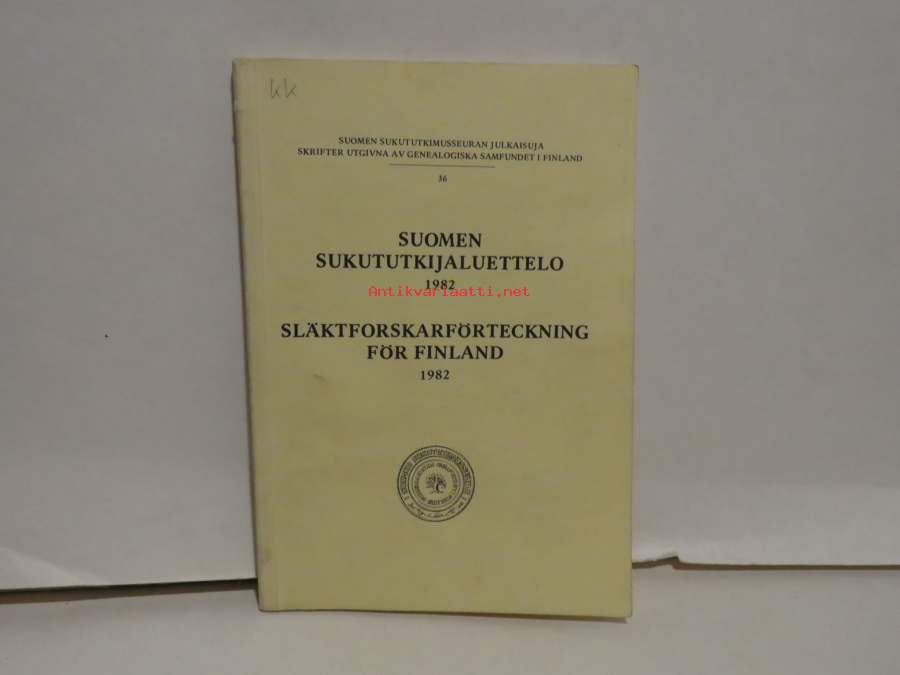 kk
SUOMEN SUKUTUTKIMUSSEURAN JULKAISUJA
SKRIFTER UTGIVNA AV GENEALOGISKA SAMFUNDET I FINLAND
36
SUOMEN
SUKUTUTKIJALUETTELO
1982
Antikvariaatti.net
SLÄKTFORSKARFÖRTECKNING
FÖR FINLAND
1982